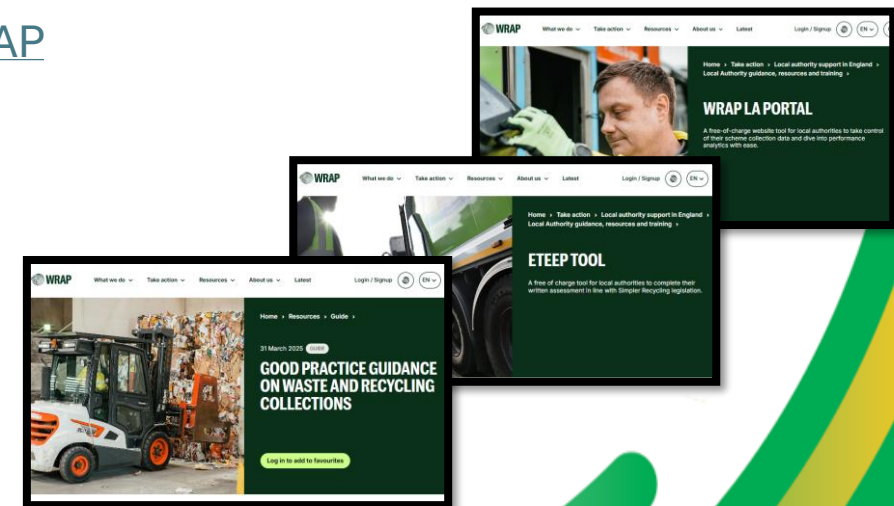 AP
WRAP What we do Take action Resources About us Latest Login / Signup EN
Home › Take action › Local authority support in England ›
Local Authority guidance, resources and training ›
WRAP LA PORTAL
A free-of-charge website tool for local authorities to take control
of their scheme collection data and dive into performance
analytics with ease.
WRAP What we do Take action Resources About us Latest Login / Signup EN
Home › Take action › Local authority support in England ›
Local Authority guidance, resources and training ›
ETEEP TOOL
A free of charge tool for local authorities to complete their
written assessment in line with Simpler Recycling legislation.
WRAP What we do Take action Resources About us Latest Login / Signup EN
Home › Resources › Guide ›
31 March 2025 GUIDE
GOOD PRACTICE GUIDANCE
ON WASTE AND RECYCLING
COLLECTIONS
Log in to add to favourites